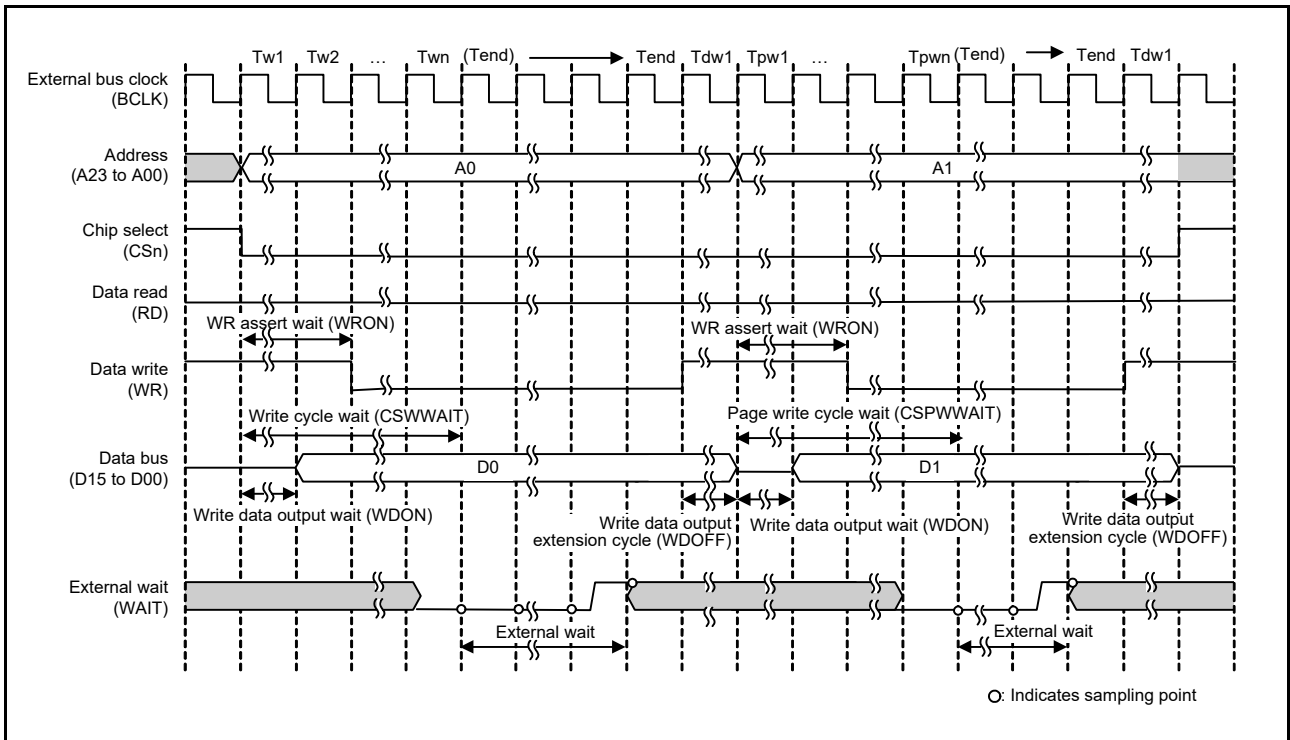 Tw1 Tw2 … Twn (Tend) Tend Tdw1 Tpw1 … Tpwn (Tend) Tend Tdw1
External bus clock
(BCLK)
Address
(A23 to A00)
A0 A1
Chip select
(CSn)
Data read
(RD)
WR assert wait (WRON) WR assert wait (WRON)
Data write
(WR)
Write cycle wait (CSWWAIT) Page write cycle wait (CSPWWAIT)
Data bus
(D15 to D00)
D0 D1
Write data output wait (WDON) Write data output
extension cycle (WDOFF) Write data output wait (WDON) Write data output
extension cycle (WDOFF)
External wait
(WAIT)
External wait External wait
O: Indicates sampling point